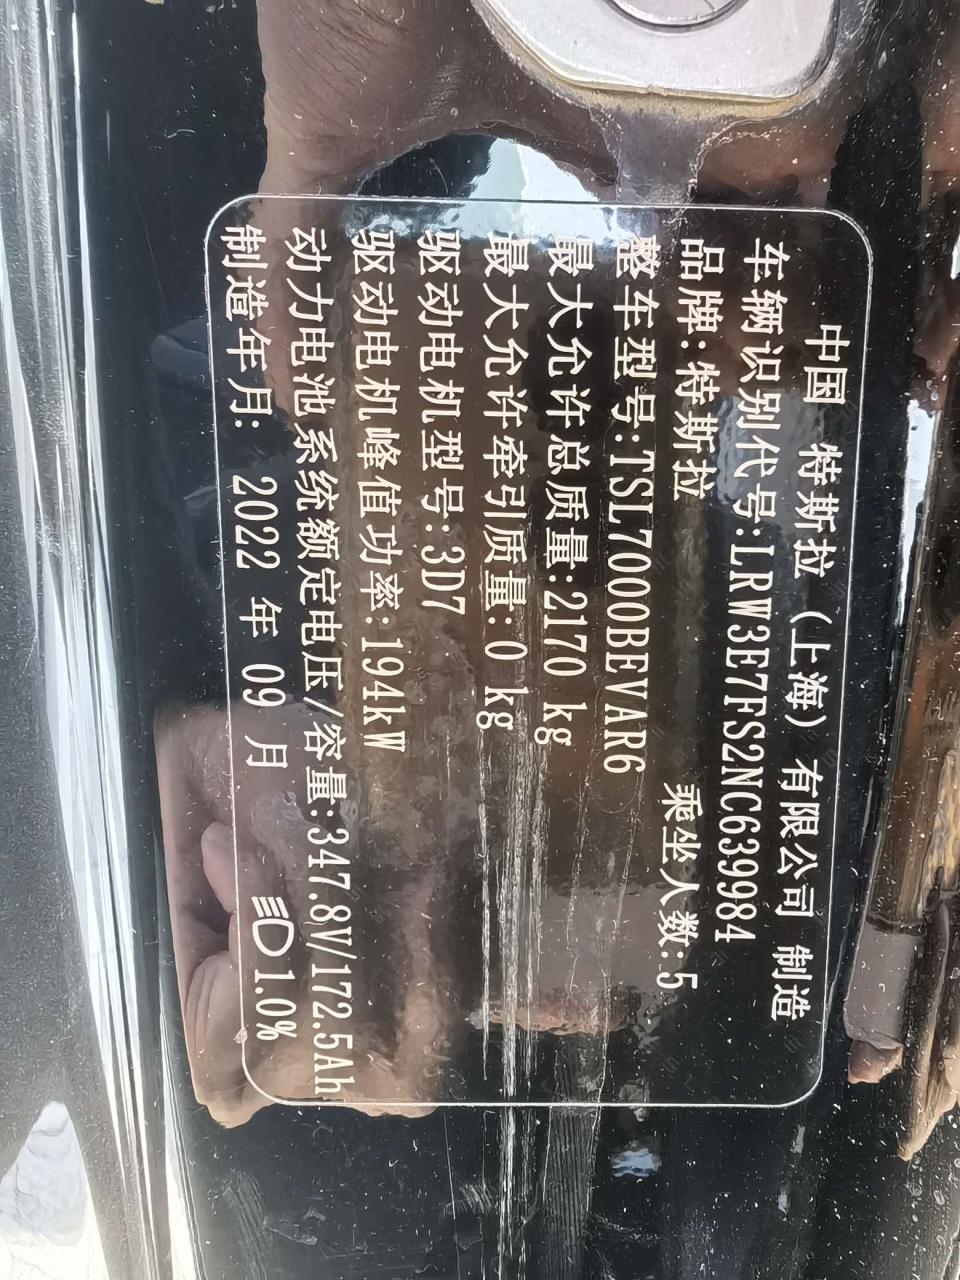 中国 特斯拉（上海）有限公司 制造
车辆识别代号:LRW3E7FS2NC639984
品牌:特斯拉 乘坐人数:5
整车型号:TSL7000BEVAR6
最大允许总质量:2170 kg
最大允许牵引质量:0 kg
驱动电机型号:3D7
驱动电机峰值功率:194kW
动力电池系统额定电压/容量:347.8V/172.5Ah
制造年月: 2022 年 09 月 1.0%